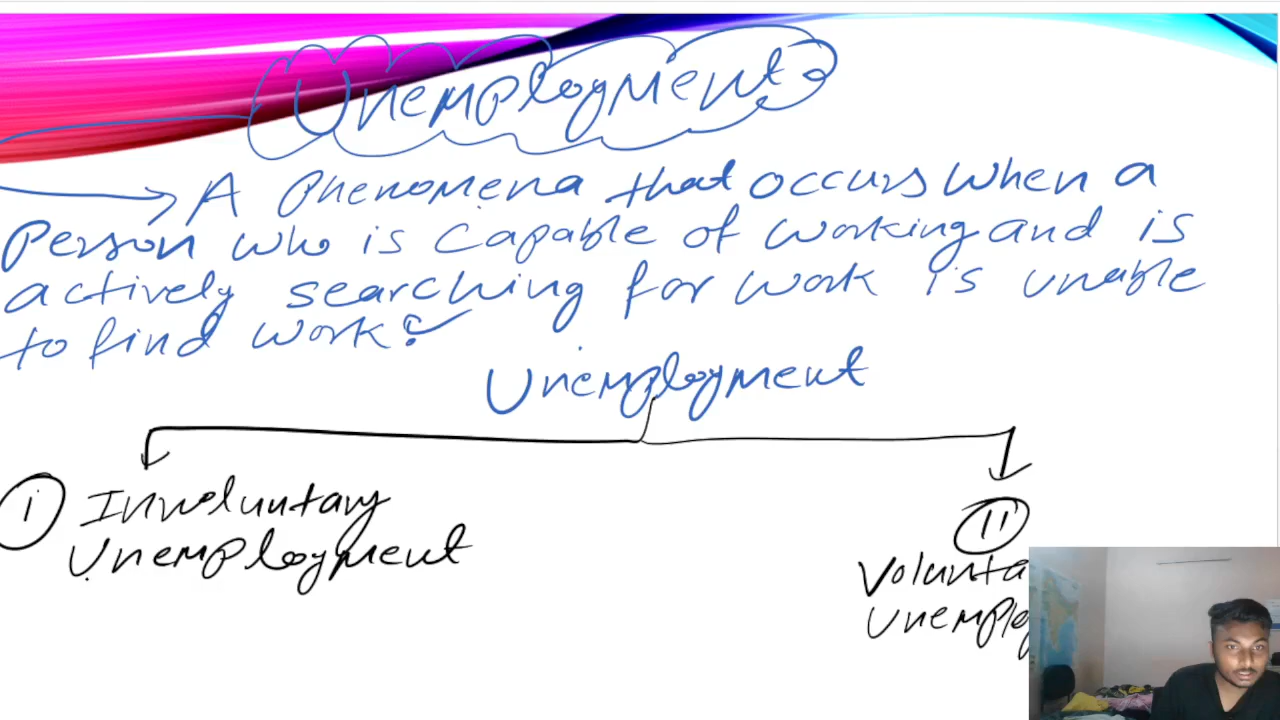 Unemployment
A Phenomena that occurs when a
Person who is capable of working and is
actively searching for work is unable
to find work.
Unemployment
i Involuntary
Unemployment
II
Volunta
Unemplo